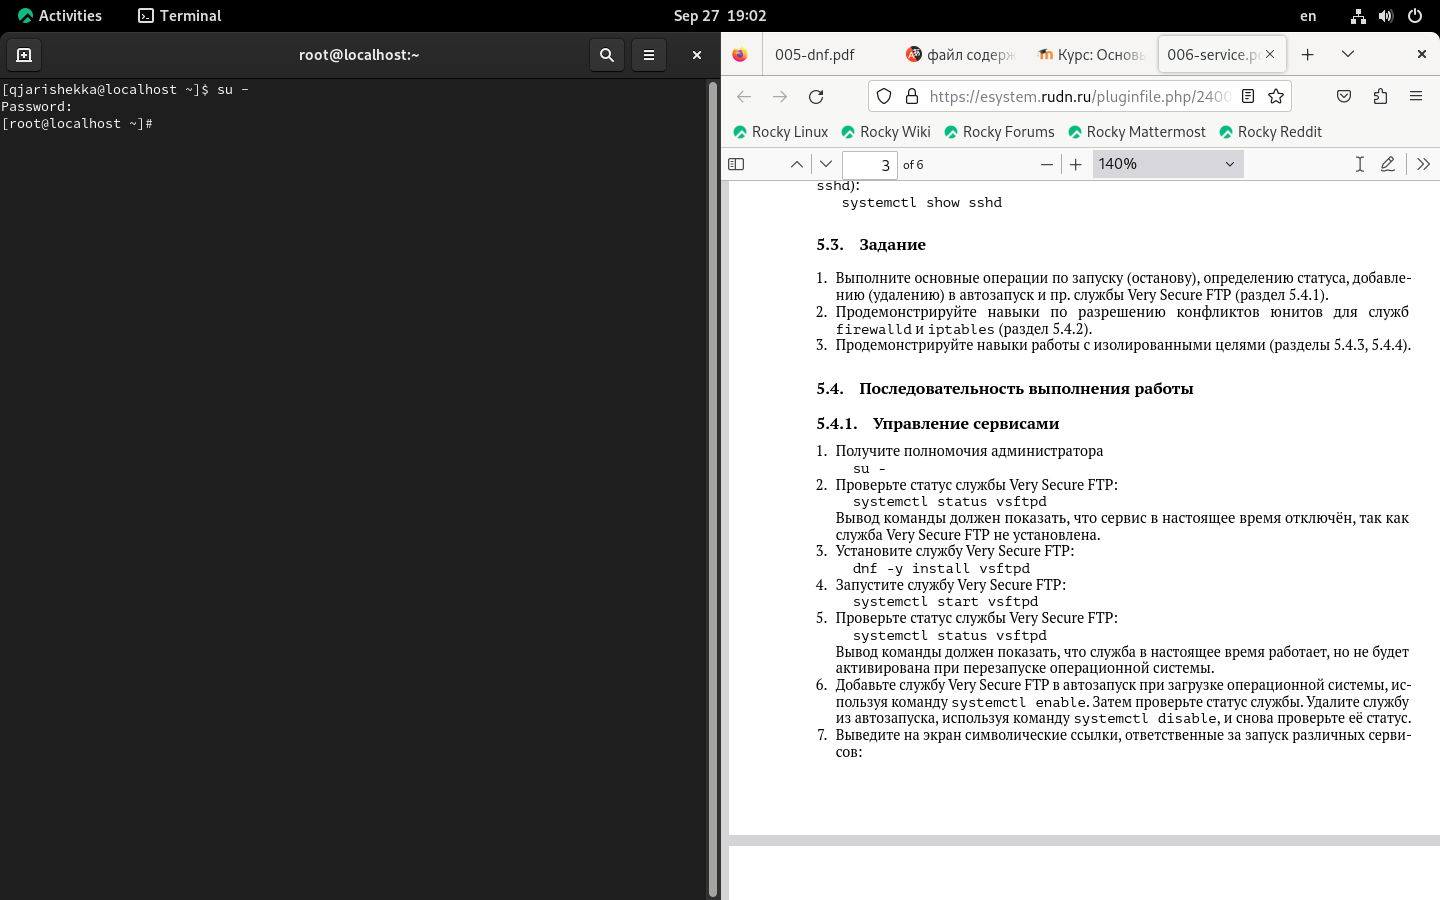 Activities
Terminal
Sep 27 19:02
en
root@localhost:~
[qjarishekka@localhost ~]$ su -
Password:
[root@localhost ~]#
005-dnf.pdf
файл содерж
Курс: Основы
006-service.p
https://esystem.rudn.ru/pluginfile.php/2400
Rocky Linux
Rocky Wiki
Rocky Forums
Rocky Mattermost
Rocky Reddit
3 of 6
140%
sshd):
systemctl show sshd
5.3. Задание
1. Выполните основные операции по запуску (останову), определению статуса, добавле-
нию (удалению) в автозапуск и пр. службы Very Secure FTP (раздел 5.4.1).
2. Продемонстрируйте навыки по разрешению конфликтов юнитов для служб
firewalld и iptables (раздел 5.4.2).
3. Продемонстрируйте навыки работы с изолированными целями (разделы 5.4.3, 5.4.4).
5.4. Последовательность выполнения работы
5.4.1. Управление сервисами
1. Получите полномочия администратора
su -
2. Проверьте статус службы Very Secure FTP:
systemctl status vsftpd
Вывод команды должен показать, что сервис в настоящее время отключён, так как
служба Very Secure FTP не установлена.
3. Установите службу Very Secure FTP:
dnf -y install vsftpd
4. Запустите службу Very Secure FTP:
systemctl start vsftpd
5. Проверьте статус службы Very Secure FTP:
systemctl status vsftpd
Вывод команды должен показать, что служба в настоящее время работает, но не будет
активирована при перезапуске операционной системы.
6. Добавьте службу Very Secure FTP в автозапуск при загрузке операционной системы, ис-
пользуя команду systemctl enable. Затем проверьте статус службы. Удалите службу
из автозапуска, используя команду systemctl disable, и снова проверьте её статус.
7. Выведите на экран символические ссылки, ответственные за запуск различных серви-
сов: